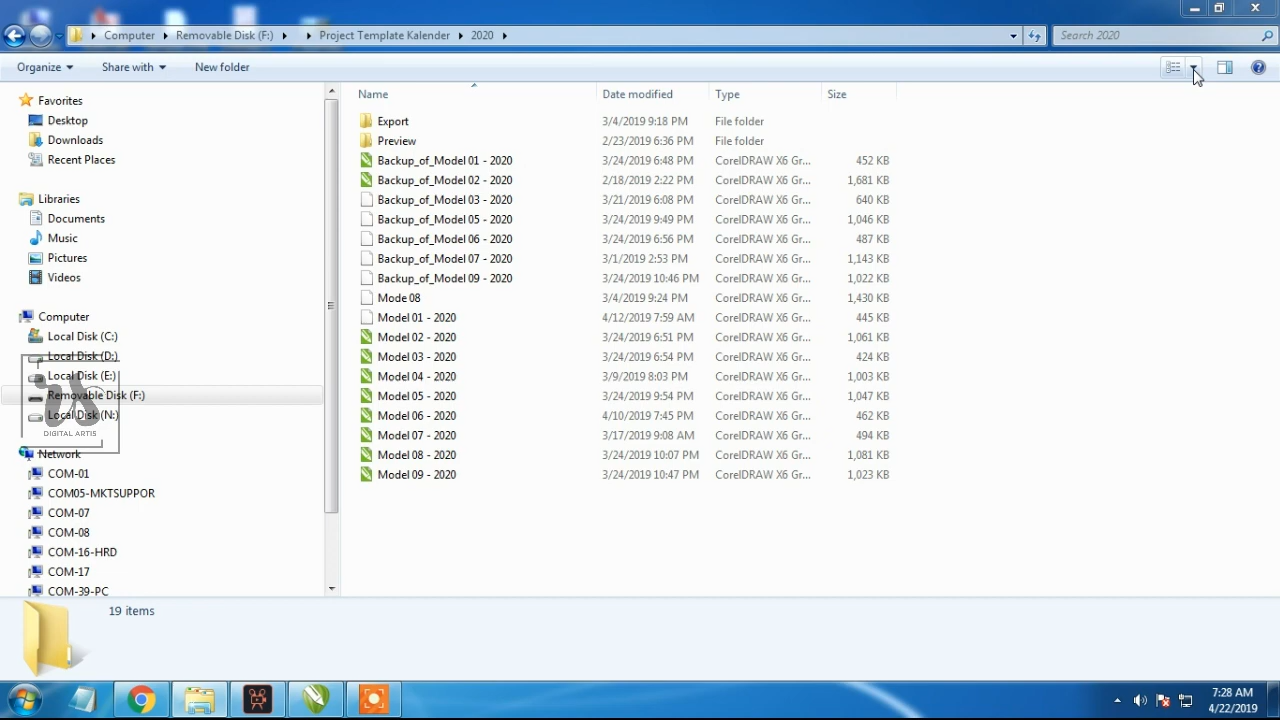 Computer Removable Disk (F:) Project Template Kalender 2020 Search 2020
Organize Share with New folder
Favorites
Desktop
Downloads
Recent Places
Libraries
Documents
Music
Pictures
Videos
Computer
Local Disk (C:)
Local Disk (D:)
Local Disk (E:)
Removable Disk (F:)
Local Disk (N:)
is
DIGITAL ARTIS
Network
COM-01
COM05-MKTSUPPOR
COM-07
COM-08
COM-16-HRD
COM-17
COM-39-PC
Name Date modified Type Size
Export 3/4/2019 9:18 PM File folder
Preview 2/23/2019 6:36 PM File folder
Backup_of_Model 01 - 2020 3/24/2019 6:48 PM CorelDRAW X6 Gr... 452 KB
Backup_of_Model 02 - 2020 2/18/2019 2:22 PM CorelDRAW X6 Gr... 1,681 KB
Backup_of_Model 03 - 2020 3/21/2019 6:08 PM CorelDRAW X6 Gr... 640 KB
Backup_of_Model 05 - 2020 3/24/2019 9:49 PM CorelDRAW X6 Gr... 1,046 KB
Backup_of_Model 06 - 2020 3/24/2019 6:56 PM CorelDRAW X6 Gr... 487 KB
Backup_of_Model 07 - 2020 3/1/2019 2:53 PM CorelDRAW X6 Gr... 1,143 KB
Backup_of_Model 09 - 2020 3/24/2019 10:46 PM CorelDRAW X6 Gr... 1,022 KB
Mode 08 3/4/2019 9:24 PM CorelDRAW X6 Gr... 1,430 KB
Model 01 - 2020 4/12/2019 7:59 AM CorelDRAW X6 Gr... 445 KB
Model 02 - 2020 3/24/2019 6:51 PM CorelDRAW X6 Gr... 1,061 KB
Model 03 - 2020 3/24/2019 6:54 PM CorelDRAW X6 Gr... 424 KB
Model 04 - 2020 3/9/2019 8:03 PM CorelDRAW X6 Gr... 1,003 KB
Model 05 - 2020 3/24/2019 9:54 PM CorelDRAW X6 Gr... 1,047 KB
Model 06 - 2020 4/10/2019 7:45 PM CorelDRAW X6 Gr... 462 KB
Model 07 - 2020 3/17/2019 9:08 AM CorelDRAW X6 Gr... 494 KB
Model 08 - 2020 3/24/2019 10:07 PM CorelDRAW X6 Gr... 1,081 KB
Model 09 - 2020 3/24/2019 10:47 PM CorelDRAW X6 Gr... 1,023 KB
19 items
7:28 AM
4/22/2019